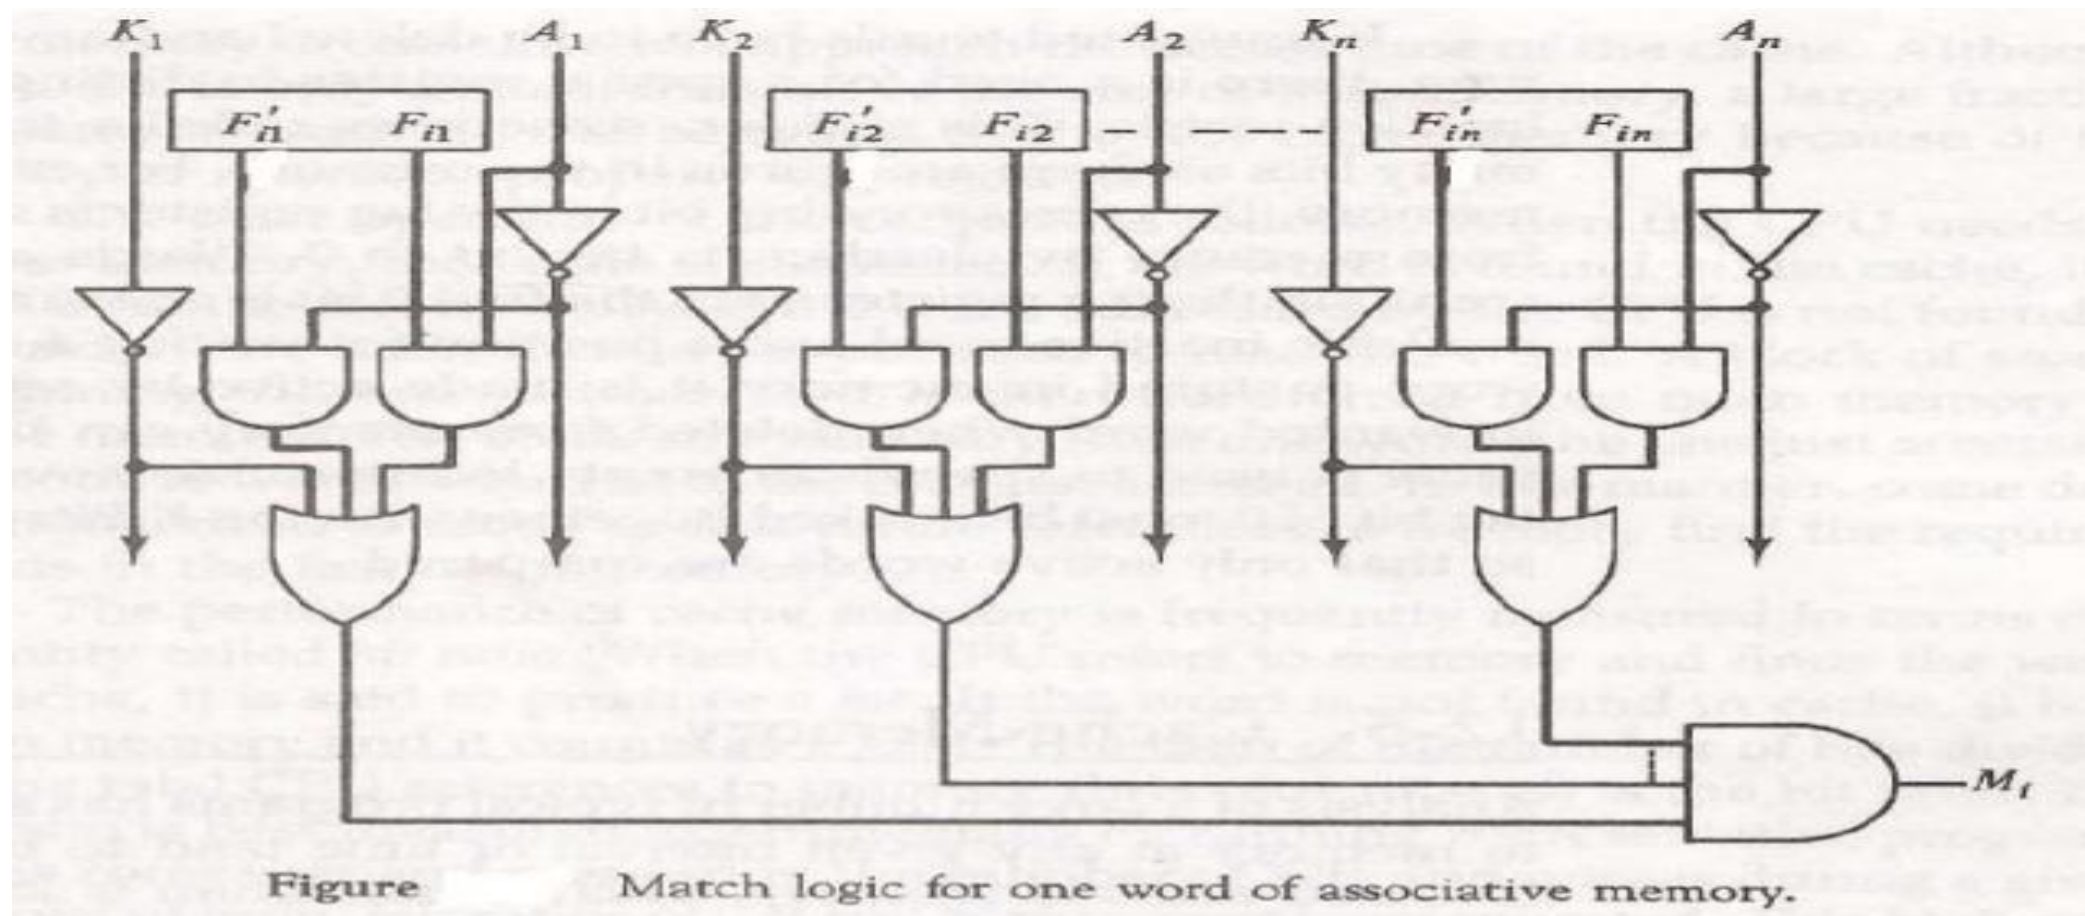 K₁ A₁ K₂ A₂ Kₙ Aₙ
F′ᵢ₁ Fᵢ₁ F′ᵢ₂ Fᵢ₂ F′ᵢₙ Fᵢₙ
Mᵢ
Figure Match logic for one word of associative memory.